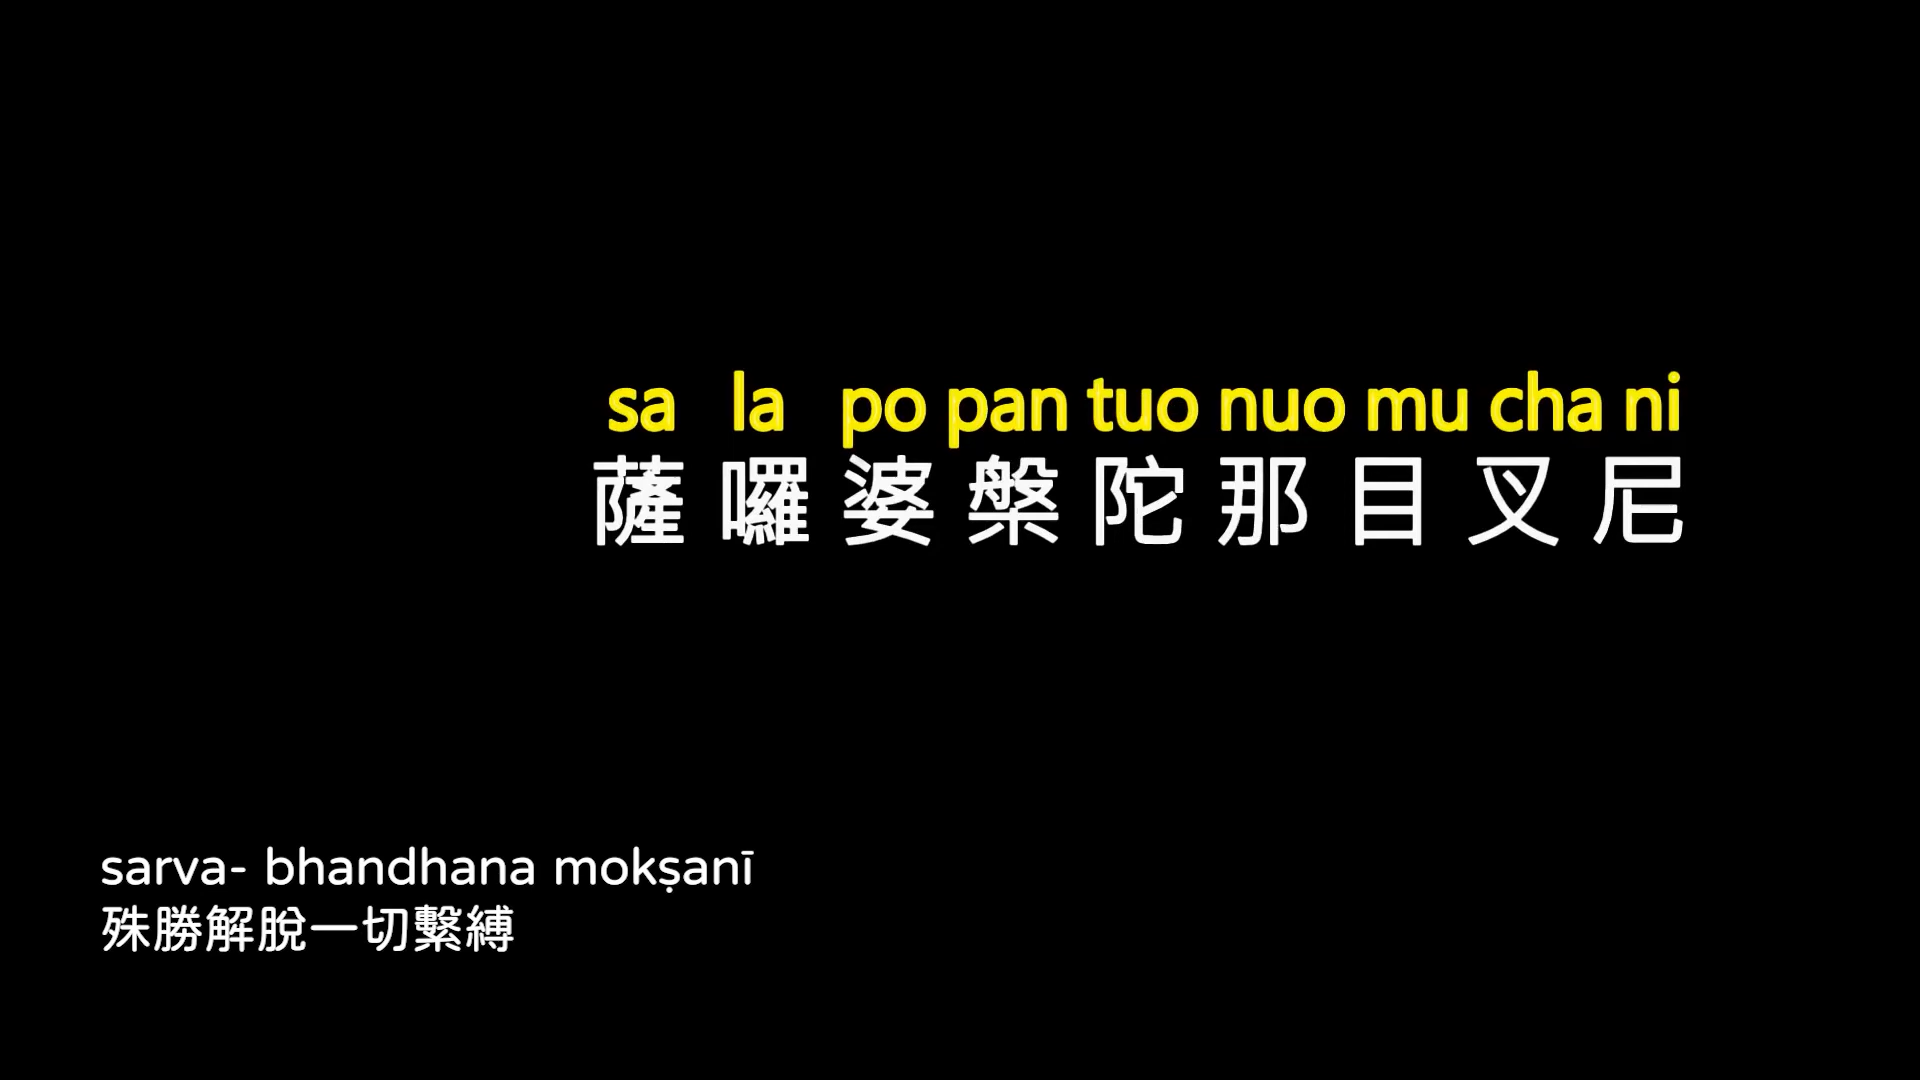 sa la po pan tuo nuo mu cha ni
薩囉婆槃陀那目叉尼
sarva- bhandhana mokṣanī
殊勝解脫一切繫縛